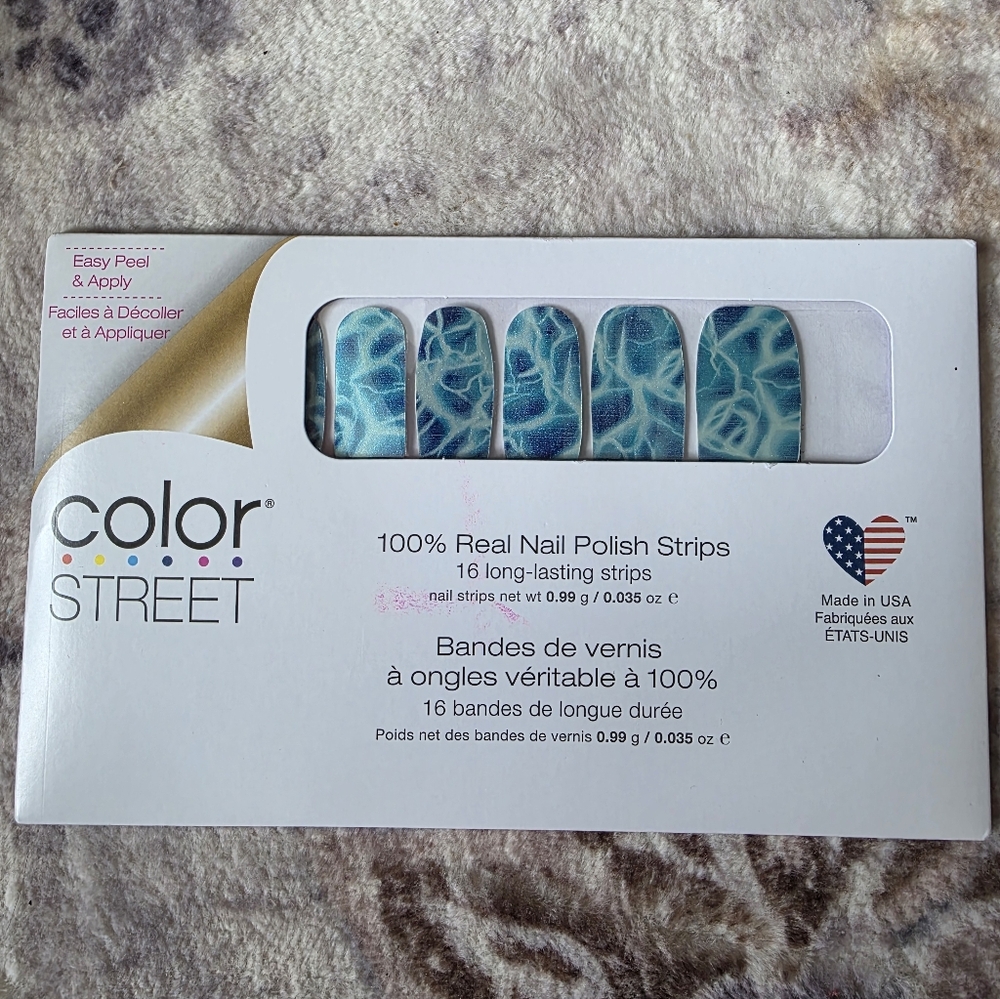 Easy Peel
& Apply
Faciles à Décoller
et à Appliquer
color®
STREET
100% Real Nail Polish Strips
16 long-lasting strips
nail strips net wt 0.99 g / 0.035 oz e
Bandes de vernis
à ongles véritable à 100%
16 bandes de longue durée
Poids net des bandes de vernis 0.99 g / 0.035 oz e
TM
Made in USA
Fabriquées aux
ÉTATS-UNIS